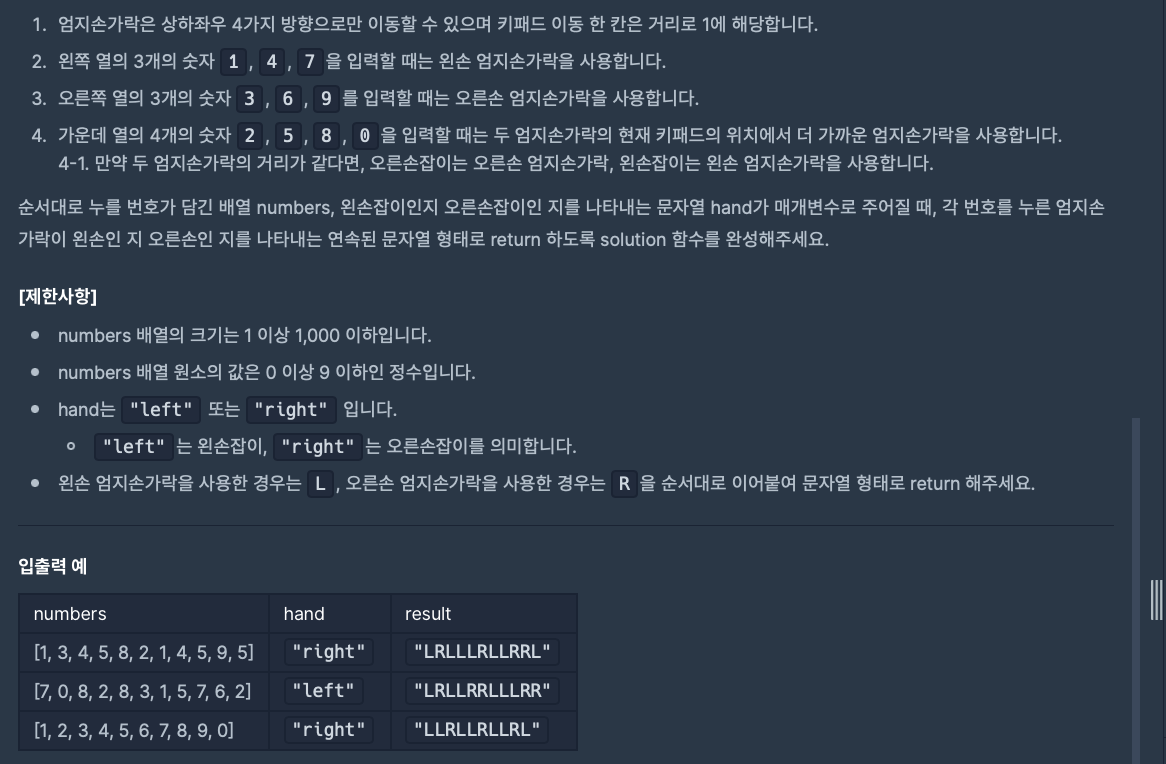 1. 엄지손가락은 상하좌우 4가지 방향으로만 이동할 수 있으며 키패드 이동 한 칸은 거리로 1에 해당합니다.
2. 왼쪽 열의 3개의 숫자 1, 4, 7을 입력할 때는 왼손 엄지손가락을 사용합니다.
3. 오른쪽 열의 3개의 숫자 3, 6, 9를 입력할 때는 오른손 엄지손가락을 사용합니다.
4. 가운데 열의 4개의 숫자 2, 5, 8, 0을 입력할 때는 두 엄지손가락의 현재 키패드의 위치에서 더 가까운 엄지손가락을 사용합니다.
4-1. 만약 두 엄지손가락의 거리가 같다면, 오른손잡이는 오른손 엄지손가락, 왼손잡이는 왼손 엄지손가락을 사용합니다.
순서대로 누를 번호가 담긴 배열 numbers, 왼손잡이인지 오른손잡이인 지를 나타내는 문자열 hand가 매개변수로 주어질 때, 각 번호를 누른 엄지손
가락이 왼손인 지 오른손인 지를 나타내는 연속된 문자열 형태로 return 하도록 solution 함수를 완성해주세요.
[제한사항]
• numbers 배열의 크기는 1 이상 1,000 이하입니다.
• numbers 배열 원소의 값은 0 이상 9 이하인 정수입니다.
• hand는 "left" 또는 "right" 입니다.
◦ "left"는 왼손잡이, "right"는 오른손잡이를 의미합니다.
• 왼손 엄지손가락을 사용한 경우는 L, 오른손 엄지손가락을 사용한 경우는 R을 순서대로 이어붙여 문자열 형태로 return 해주세요.
입출력 예
numbers hand result
[1, 3, 4, 5, 8, 2, 1, 4, 5, 9, 5] "right" "LRLLLRLLRRL"
[7, 0, 8, 2, 8, 3, 1, 5, 7, 6, 2] "left" "LRLLRRLLLRR"
[1, 2, 3, 4, 5, 6, 7, 8, 9, 0] "right" "LLRLLRLLRL"